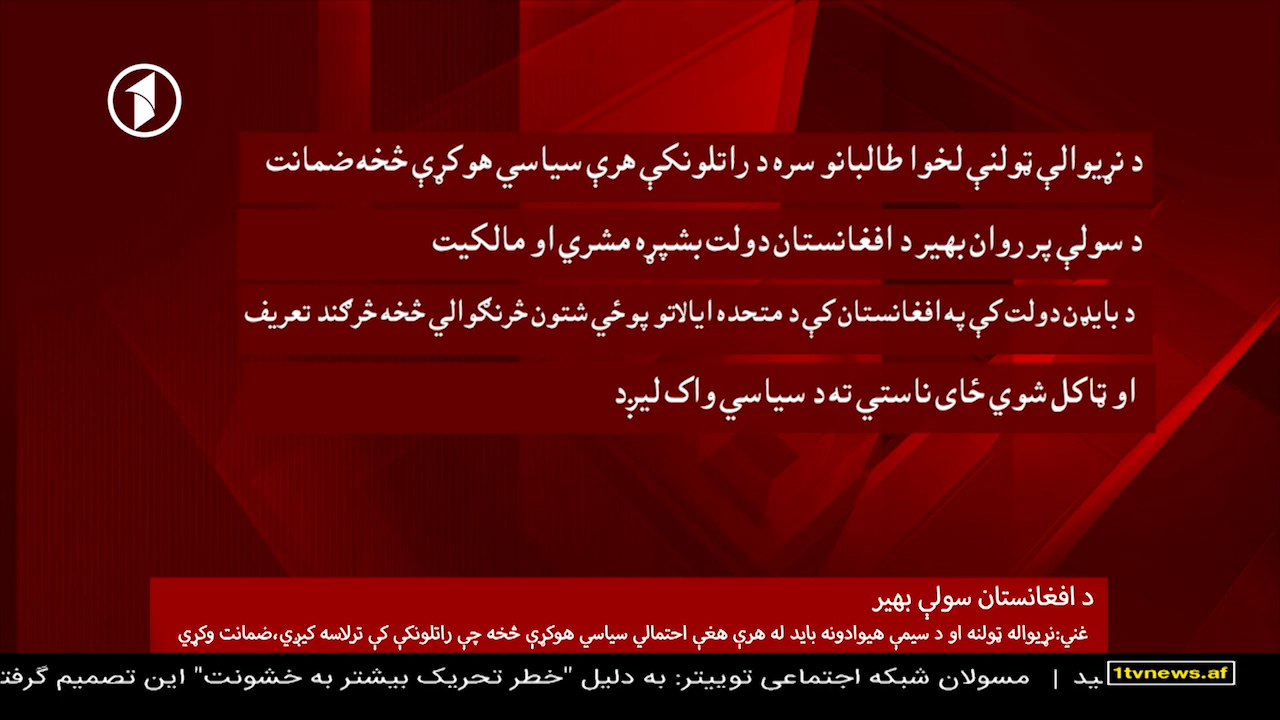 د نړیوالې ټولنې لخوا طالبانو سره د راتلونکې هرې سیاسي هوکړې څخه ضمانت
د سولې پر روان بهیر د افغانستان دولت بشپړه مشري او مالکیت
د بایډن دولت کې په افغانستان کې د متحده ایالاتو پوځي شتون څرنګوالي څخه څرګند تعریف
او ټاکل شوي ځای ناستي ته د سیاسي واک لیږد
د افغانستان سولې بهیر
غني:نړیواله ټولنه او د سیمې هیوادونه باید له هرې هغې احتمالي سیاسي هوکړې څخه چې راتلونکې کې ترلاسه کیږي،ضمانت وکړي
ید | مسولان شبکه اجتماعی توییتر: به دلیل "خطر تحریک بیشتر به خشونت" این تصمیم گرفت
1tvnews.af